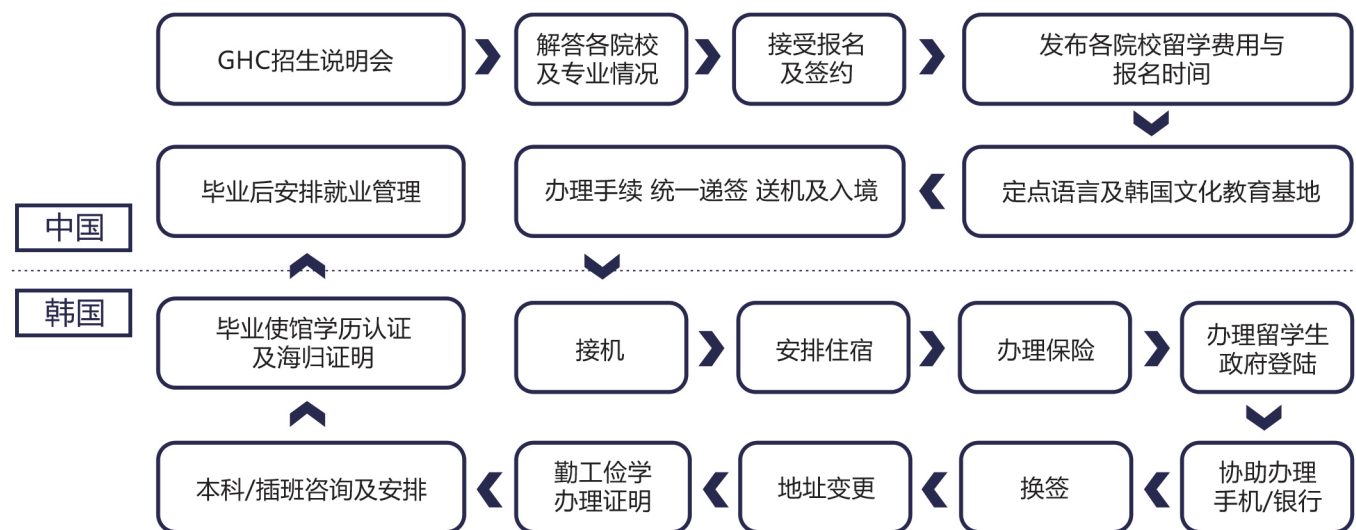 GHC招生说明会
解答各院校
及专业情况
接受报名
及签约
发布各院校留学费用与
报名时间
毕业后安排就业管理
办理手续 统一递签 送机及入境
定点语言及韩国文化教育基地
中国
韩国
毕业使馆学历认证
及海归证明
接机
安排住宿
办理保险
办理留学生
政府登陆
本科/插班咨询及安排
勤工俭学
办理证明
地址变更
换签
协助办理
手机/银行